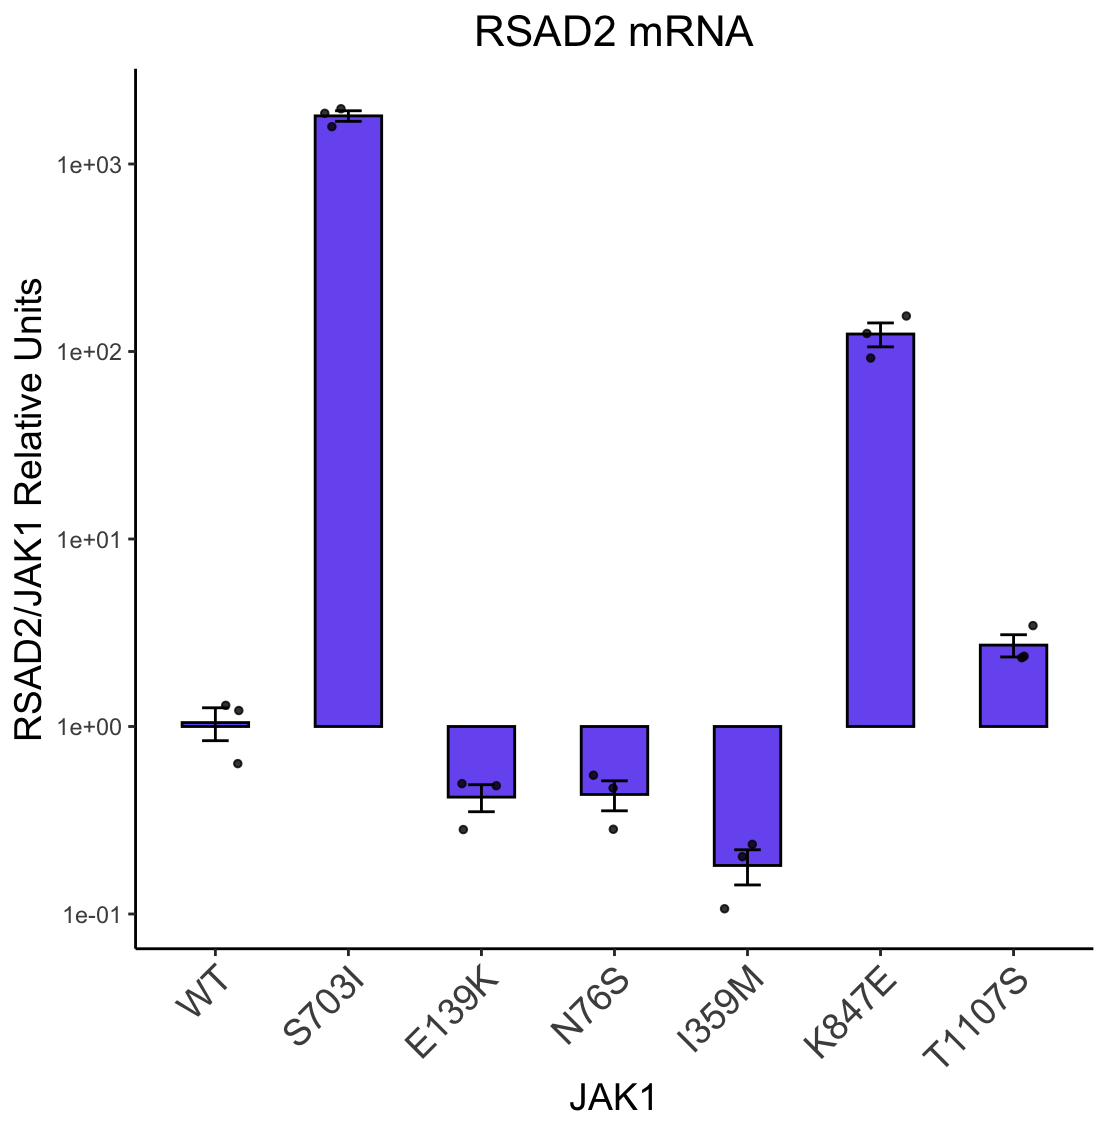 RSAD2 mRNA
RSAD2/JAK1 Relative Units
1e+03
1e+02
1e+01
1e+00
1e-01
WT
S703I
E139K
N76S
I359M
K847E
T1107S
JAK1